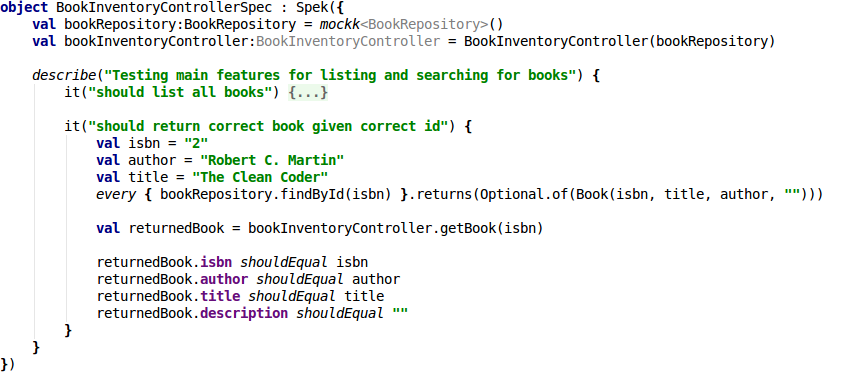 object BookInventoryControllerSpec : Spek({
    val bookRepository:BookRepository = mockk<BookRepository>()
    val bookInventoryController:BookInventoryController = BookInventoryController(bookRepository)

    describe("Testing main features for listing and searching for books") {
        it("should list all books") {...}

        it("should return correct book given correct id") {
            val isbn = "2"
            val author = "Robert C. Martin"
            val title = "The Clean Coder"
            every { bookRepository.findById(isbn) }.returns(Optional.of(Book(isbn, title, author, "")))

            val returnedBook = bookInventoryController.getBook(isbn)

            returnedBook.isbn shouldEqual isbn
            returnedBook.author shouldEqual author
            returnedBook.title shouldEqual title
            returnedBook.description shouldEqual ""
        }
    }
})